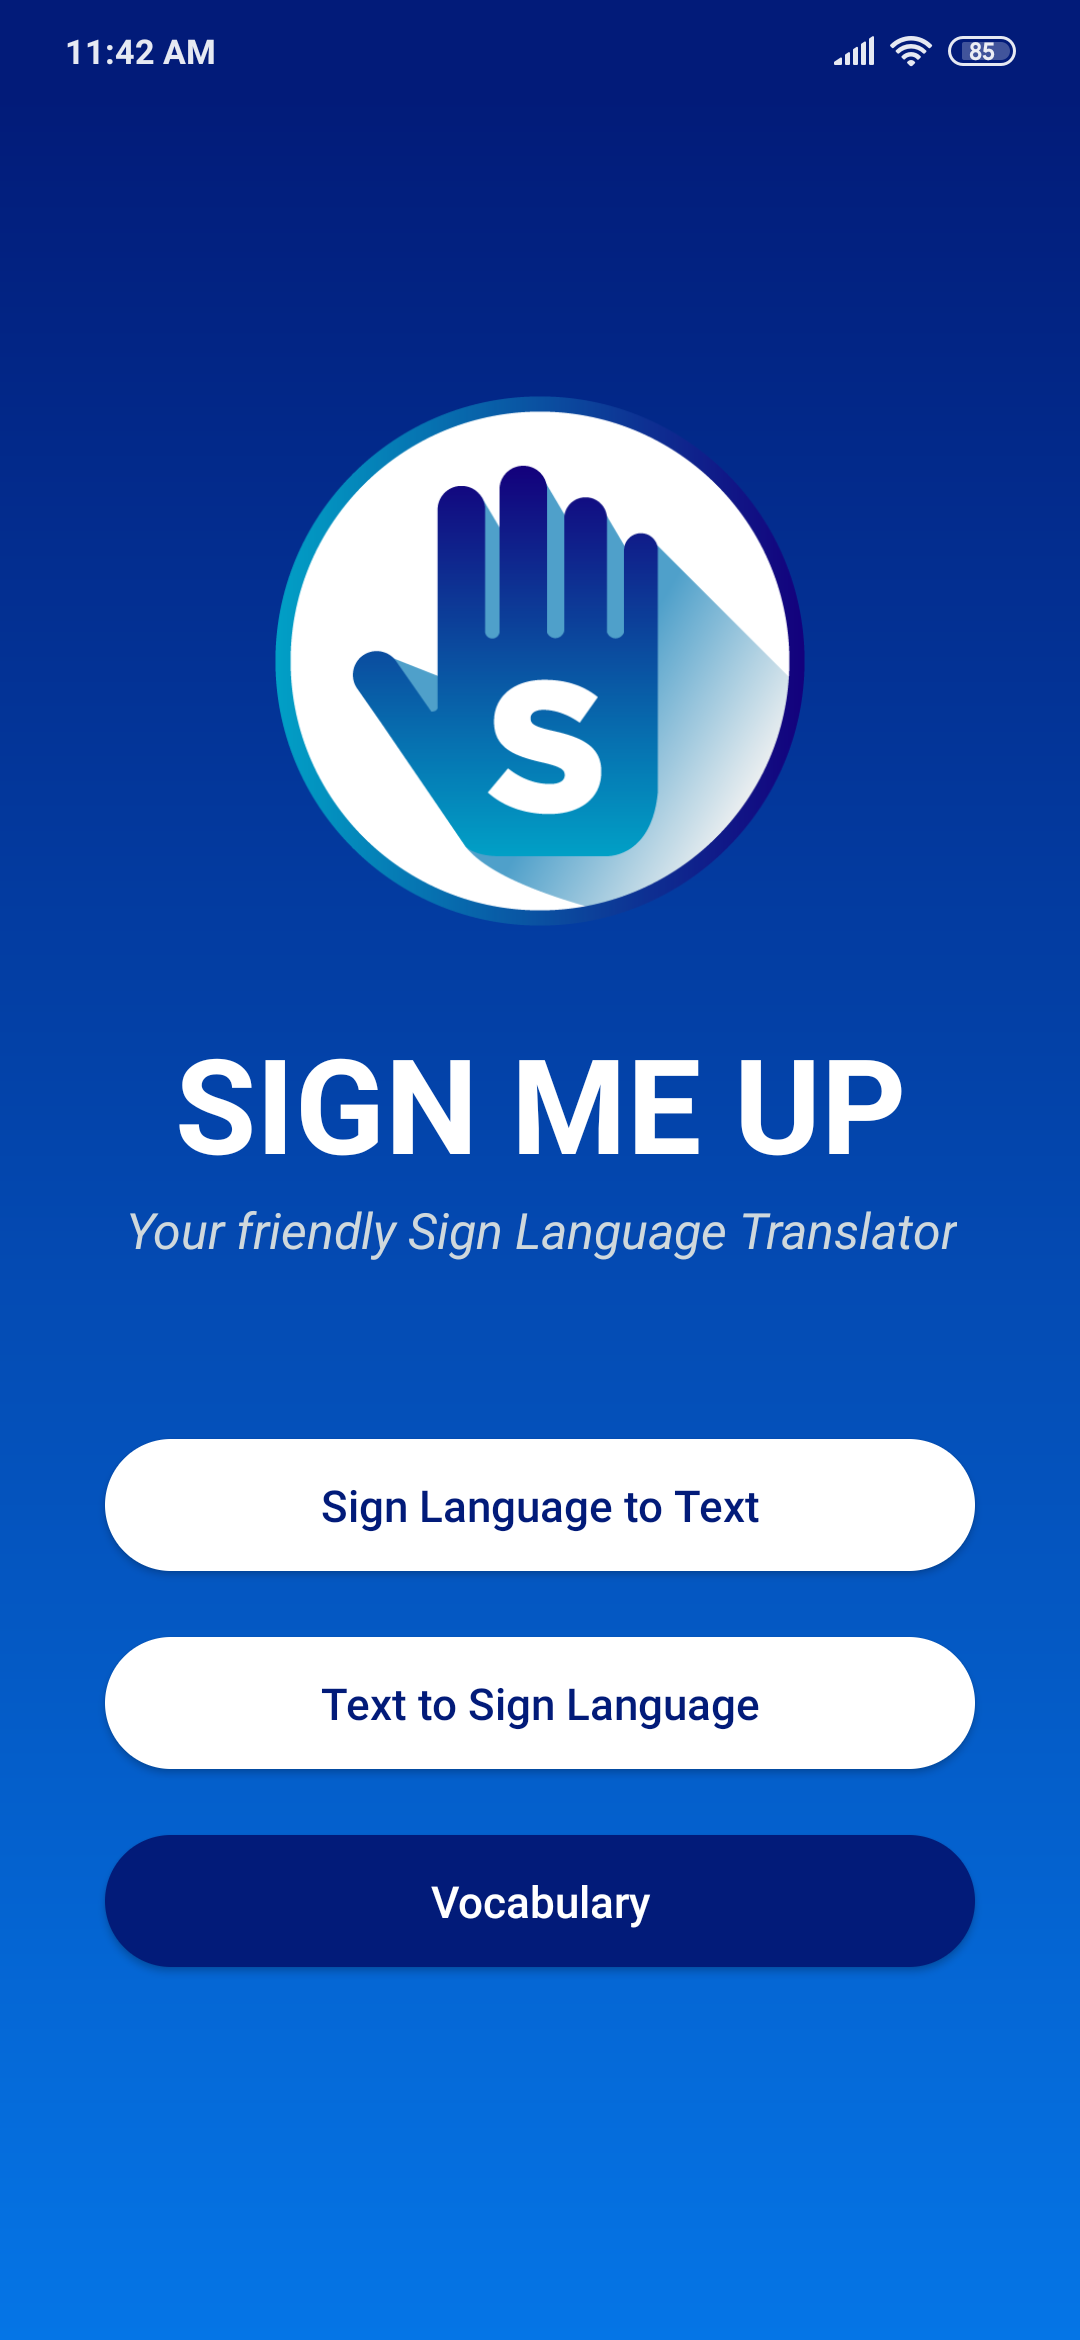 11:42 AM 85
S
SIGN ME UP
Your friendly Sign Language Translator
Sign Language to Text
Text to Sign Language
Vocabulary